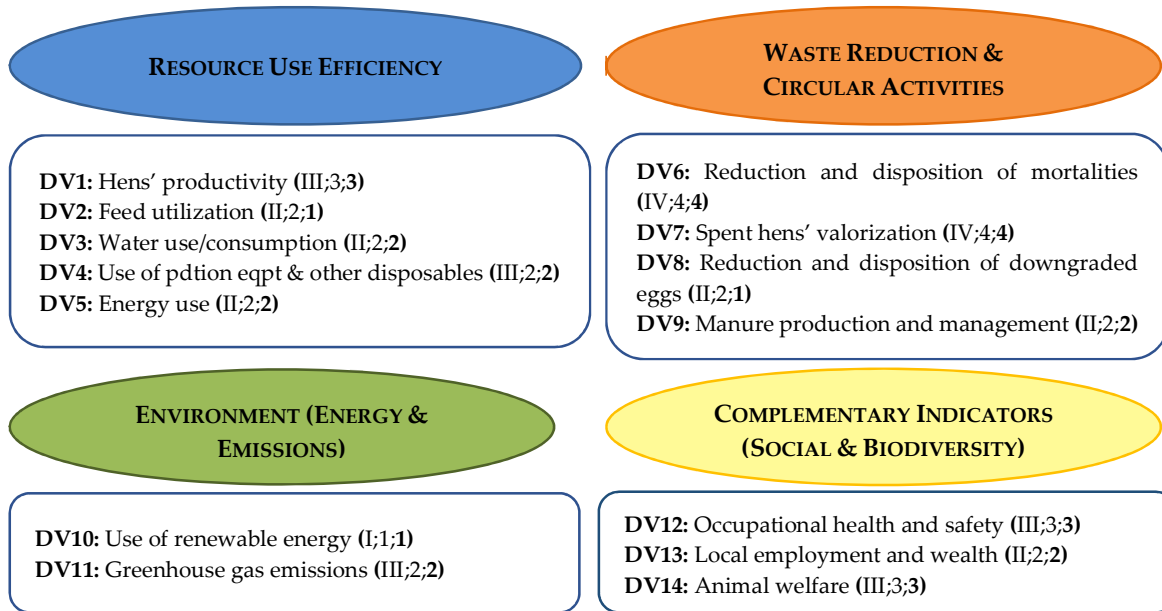 RESOURCE USE EFFICIENCY
DV1: Hens' productivity (III;3;3)
DV2: Feed utilization (II;2;1)
DV3: Water use/consumption (II;2;2)
DV4: Use of pdtion eqpt & other disposables (III;2;2)
DV5: Energy use (II;2;2)
WASTE REDUCTION &
CIRCULAR ACTIVITIES
DV6: Reduction and disposition of mortalities
(IV;4;4)
DV7: Spent hens' valorization (IV;4;4)
DV8: Reduction and disposition of downgraded
eggs (II;2;1)
DV9: Manure production and management (II;2;2)
ENVIRONMENT (ENERGY &
EMISSIONS)
DV10: Use of renewable energy (I;1;1)
DV11: Greenhouse gas emissions (III;2;2)
COMPLEMENTARY INDICATORS
(SOCIAL & BIODIVERSITY)
DV12: Occupational health and safety (III;3;3)
DV13: Local employment and wealth (II;2;2)
DV14: Animal welfare (III;3;3)